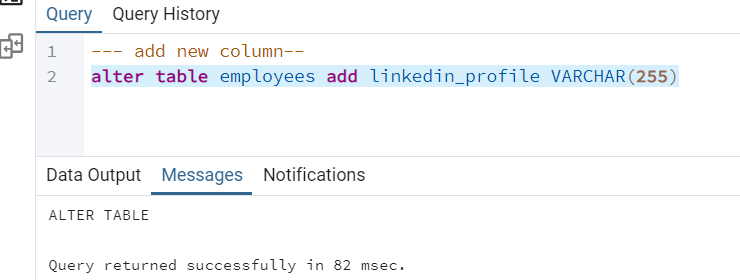 Query Query History
1 --- add new column--
2 alter table employees add linkedin_profile VARCHAR(255)
Data Output Messages Notifications
ALTER TABLE
Query returned successfully in 82 msec.